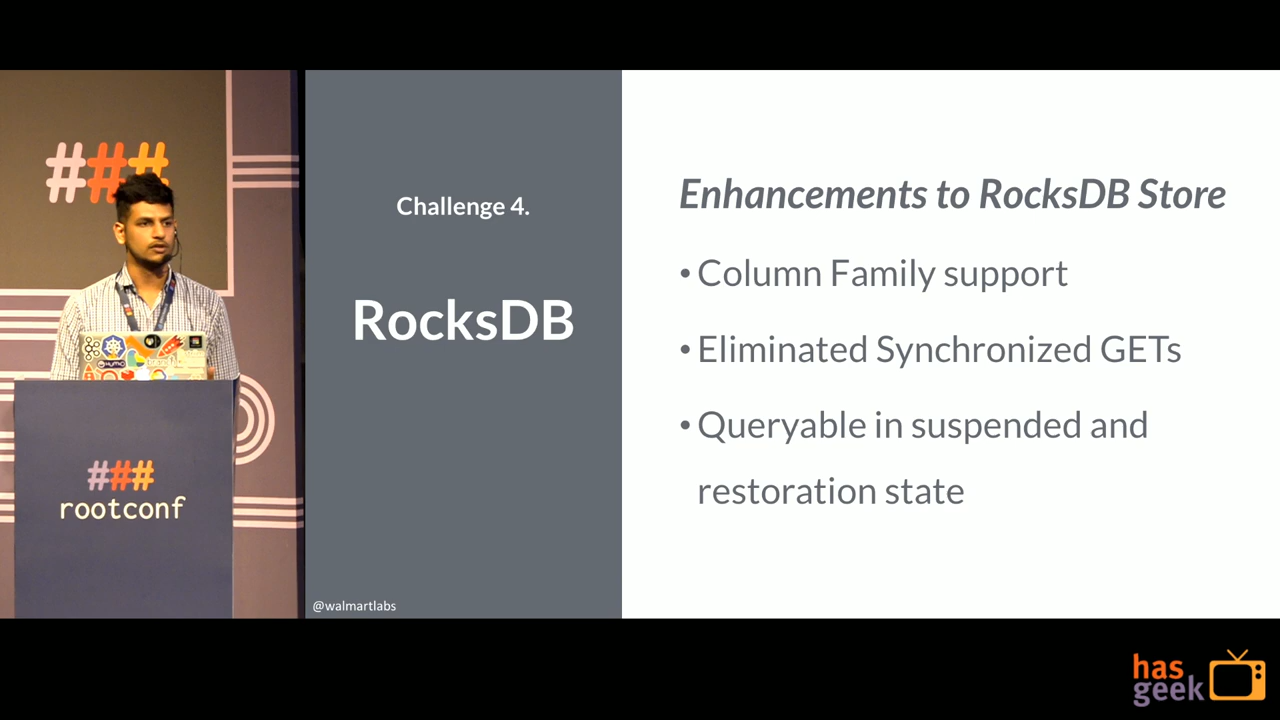 ###
###
rootconf
Challenge 4.
RocksDB
@walmartlabs
Enhancements to RocksDB Store
• Column Family support
• Eliminated Synchronized GETs
• Queryable in suspended and
restoration state
has
geek